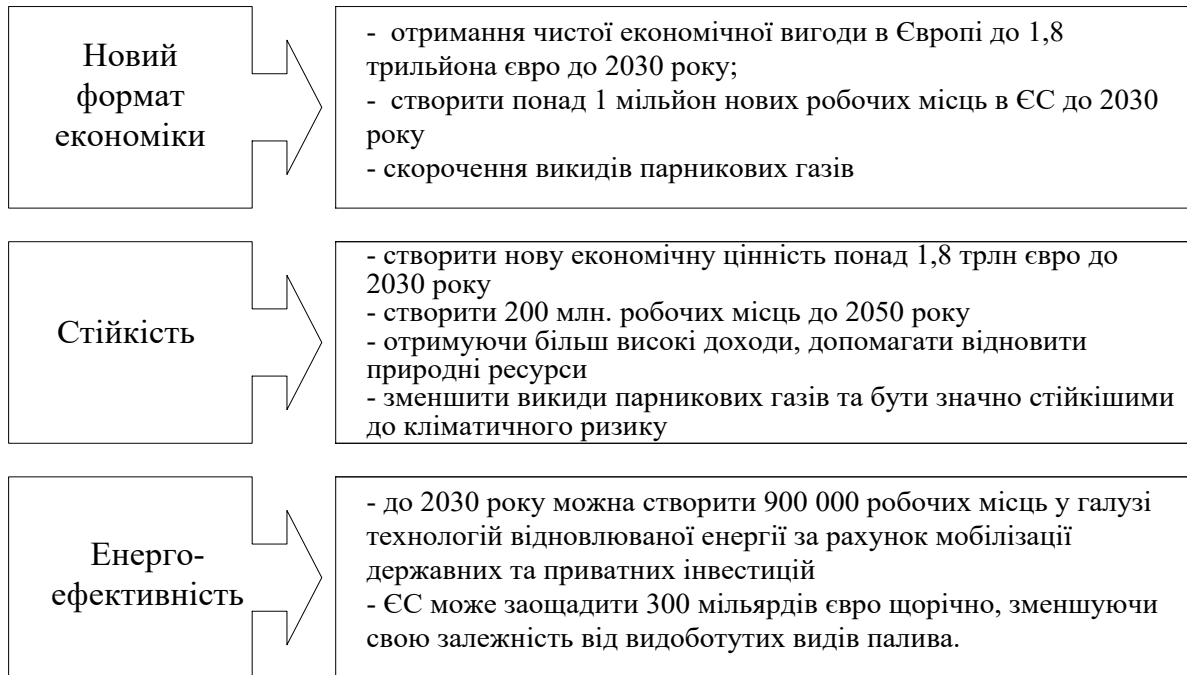 Новий
формат
економіки
- отримання чистої економічної вигоди в Європі до 1,8
трильйона євро до 2030 року;
- створити понад 1 мільйон нових робочих місць в ЄС до 2030
року
- скорочення викидів парникових газів
Стійкість
- створити нову економічну цінність понад 1,8 трлн євро до
2030 року
- створити 200 млн. робочих місць до 2050 року
- отримуючи більш високі доходи, допомагати відновити
природні ресурси
- зменшити викиди парникових газів та бути значно стійкішими
до кліматичного ризику
Енерго-
ефективність
- до 2030 року можна створити 900 000 робочих місць у галузі
технологій відновлюваної енергії за рахунок мобілізації
державних та приватних інвестицій
- ЄС може заощадити 300 мільярдів євро щорічно, зменшуючи
свою залежність від видоботутих видів палива.